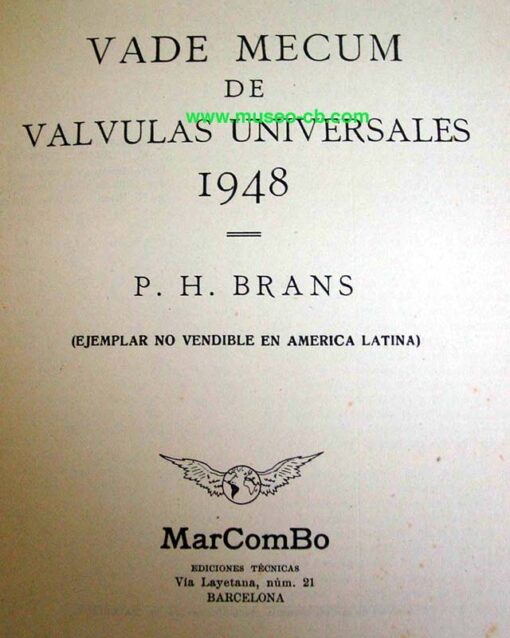 VADE MECUM
DE
www.museo-cb.com
VALVULAS UNIVERSALES
1948
P. H. BRANS
(EJEMPLAR NO VENDIBLE EN AMERICA LATINA)
MarComBo
EDICIONES TÉCNICAS
Vía Layetana, núm. 21
BARCELONA